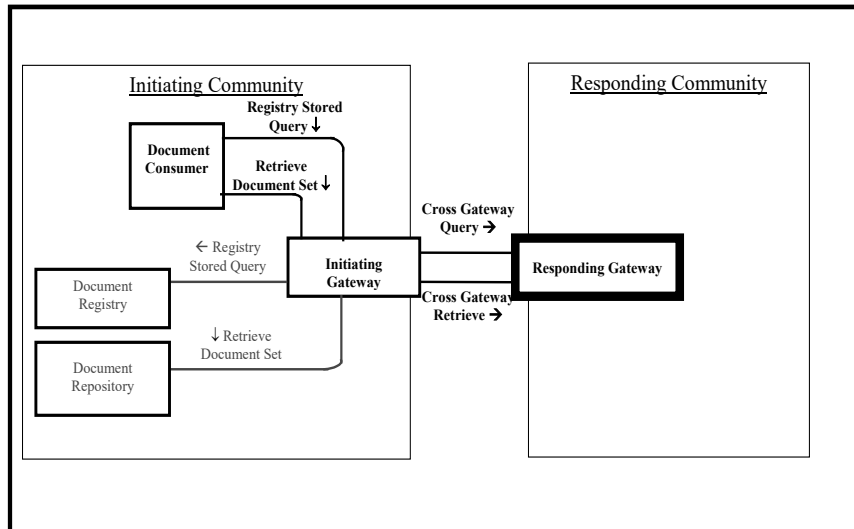 Initiating Community
Responding Community
Registry Stored
Query ↓
Document
Consumer
Retrieve
Document Set ↓
Cross Gateway
Query →
← Registry
Stored Query
Initiating
Gateway
Responding Gateway
Document
Registry
Cross Gateway
Retrieve →
↓ Retrieve
Document Set
Document
Repository